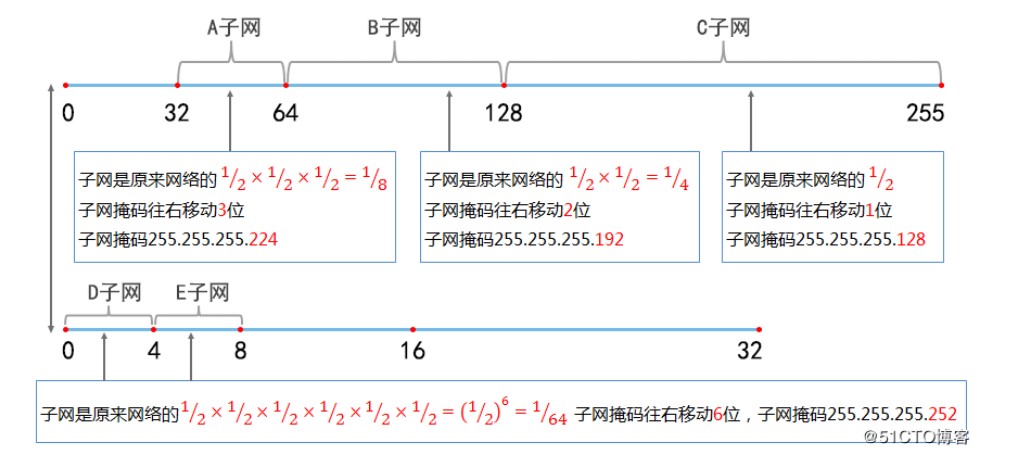 A子网 B子网 C子网
0 32 64 128 255
子网是原来网络的 1/2 × 1/2 × 1/2 = 1/8
子网掩码往右移动3位
子网掩码255.255.255.224
子网是原来网络的 1/2 × 1/2 = 1/4
子网掩码往右移动2位
子网掩码255.255.255.192
子网是原来网络的 1/2
子网掩码往右移动1位
子网掩码255.255.255.128
D子网 E子网
0 4 8 16 32
子网是原来网络的1/2 × 1/2 × 1/2 × 1/2 × 1/2 × 1/2 = (1/2)^6 = 1/64 子网掩码往右移动6位，子网掩码255.255.255.252
@51CTO博客